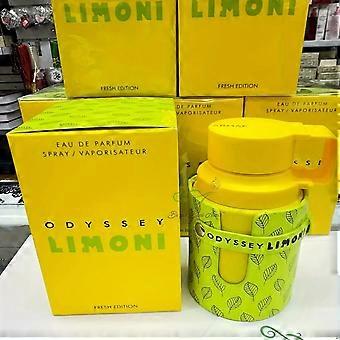 LIMONI
FRESH EDITION
LIMONI
FRESH EDITION
EAU DE PARFUM
SPRAY / VAPORISATEUR
ODYSSEY
LIMONI
FRESH EDITION
EAU DE PARFUM
ODYSSEY LIMONI